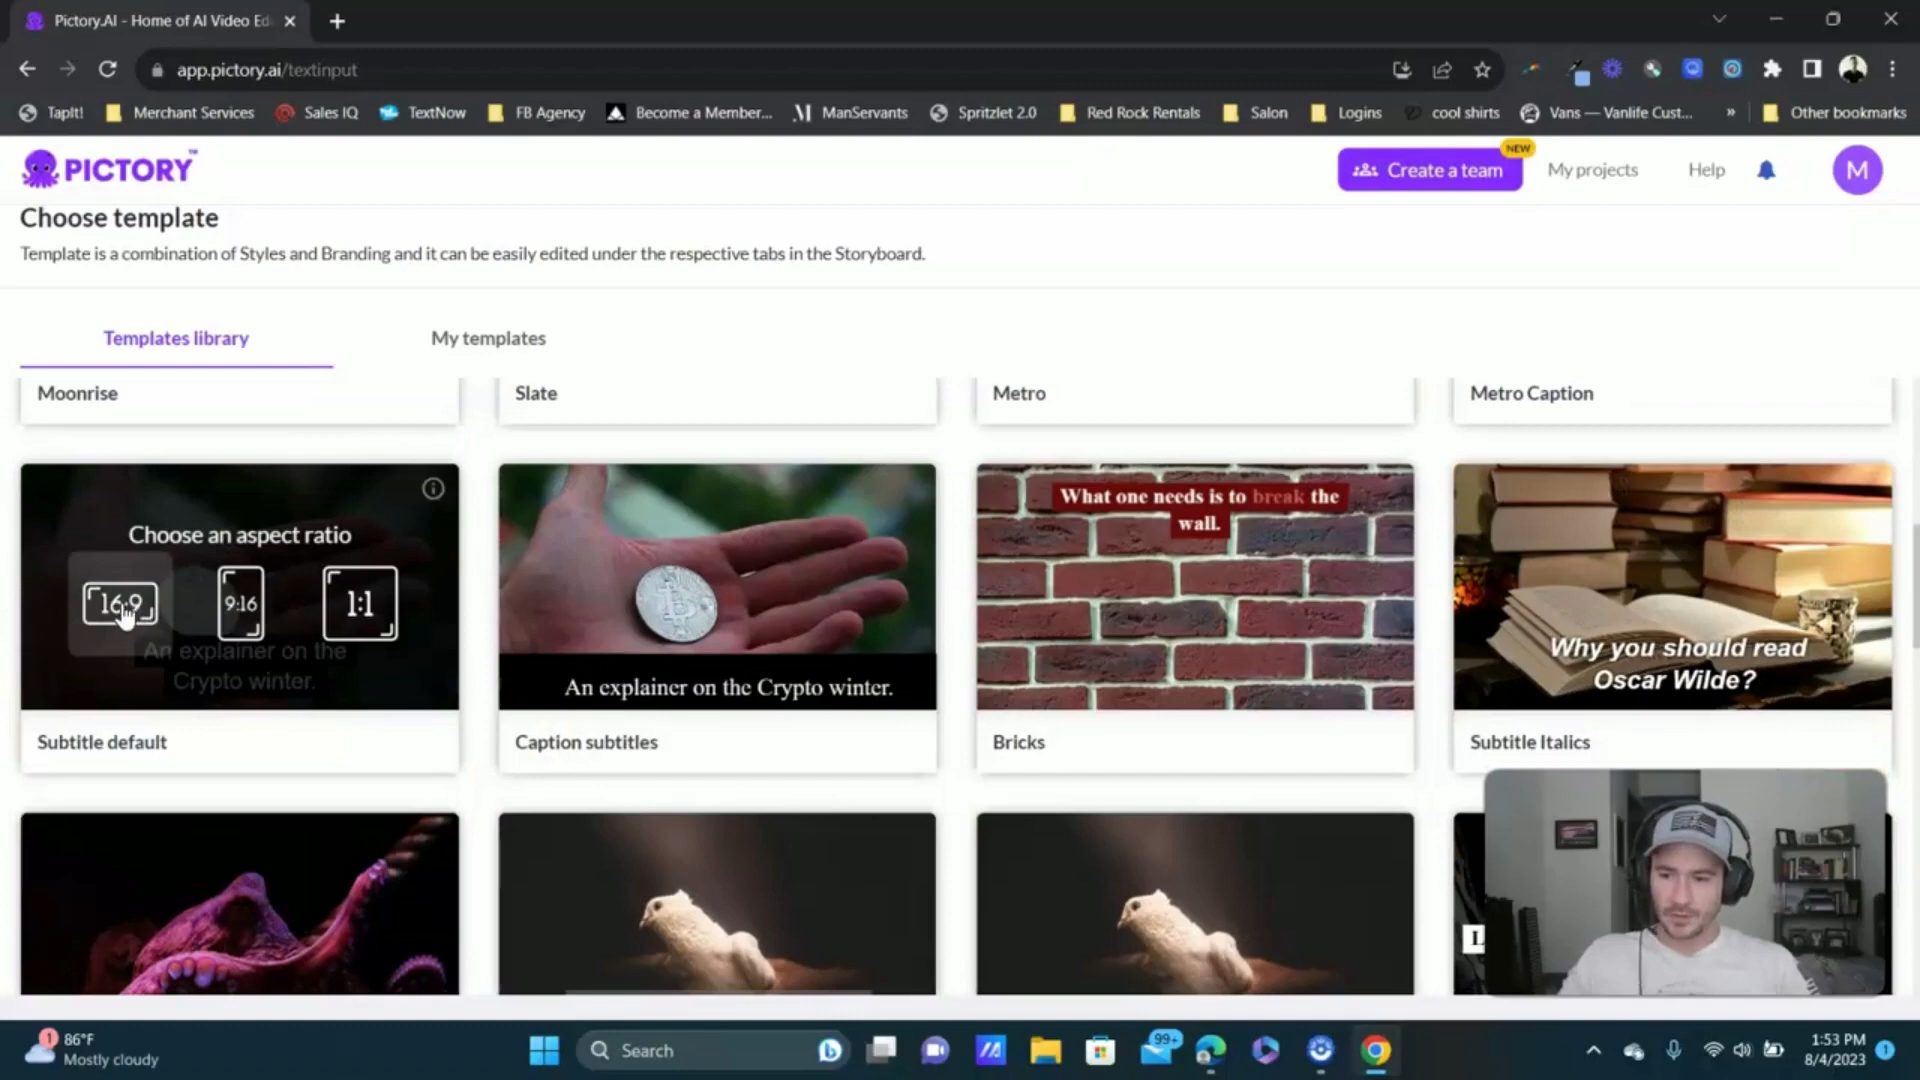 Pictory.AI - Home of AI Video Ed
app.pictory.ai/textinput
TapIt!
Merchant Services
Sales IQ
TextNow
FB Agency
Become a Member...
ManServants
Spritzlet 2.0
Red Rock Rentals
Salon
Logins
cool shirts
Vans — Vanlife Cust...
»
Other bookmarks
PICTORY™
NEW
Create a team
My projects
Help
M
Choose template
Template is a combination of Styles and Branding and it can be easily edited under the respective tabs in the Storyboard.
Templates library
My templates
Moonrise
Slate
Metro
Metro Caption
Choose an aspect ratio
16:9
9:16
1:1
An explainer on the
Crypto winter.
An explainer on the Crypto winter.
What one needs is to break the
wall.
Why you should read
Oscar Wilde?
Subtitle default
Caption subtitles
Bricks
Subtitle Italics
L
1
86°F
Mostly cloudy
Search
99+
1:53 PM
8/4/2023
1